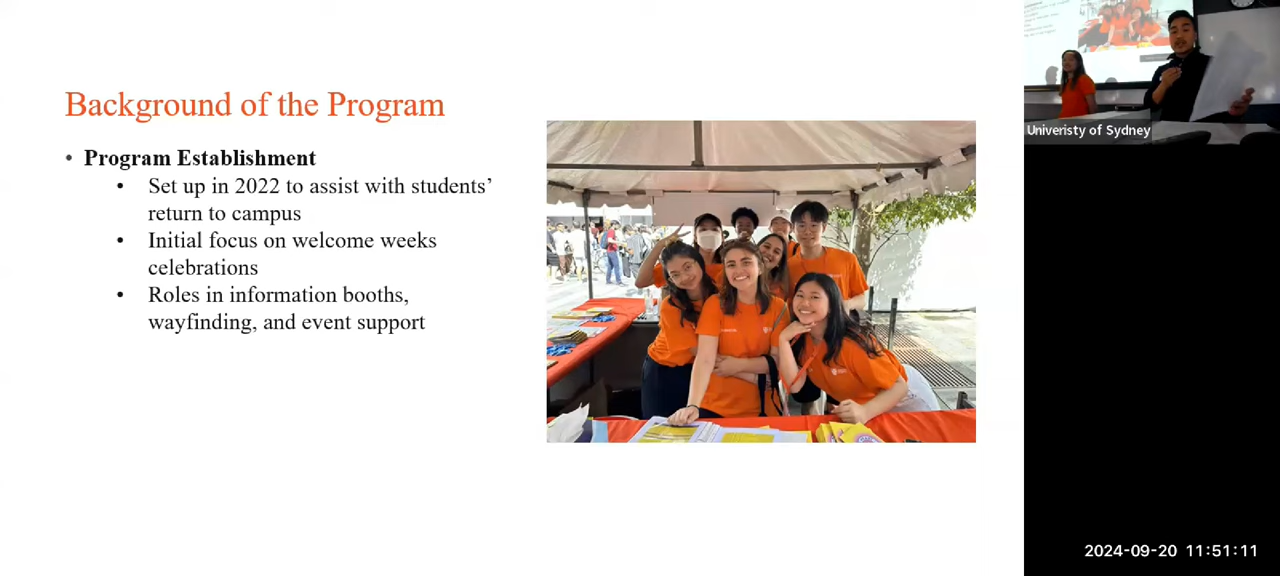 Background of the Program
• Program Establishment
• Set up in 2022 to assist with students’
return to campus
• Initial focus on welcome weeks
celebrations
• Roles in information booths,
wayfinding, and event support
Univeristy of Sydney
2024-09-20 11:51:11